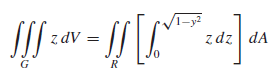 ∭_G z dV = ∬_R [ ∫_0^{√(1−y²)} z dz ] dA